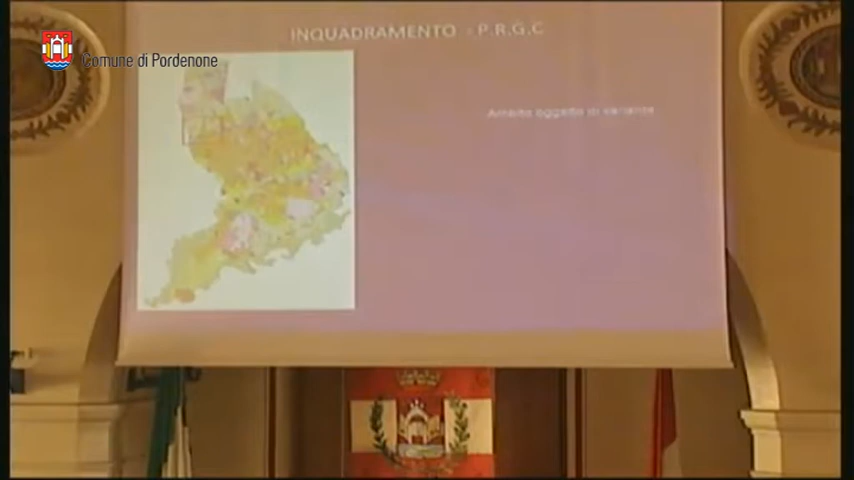 INQUADRAMENTO - P.R.G.C
Comune di Pordenone
Ambito oggetto di variante